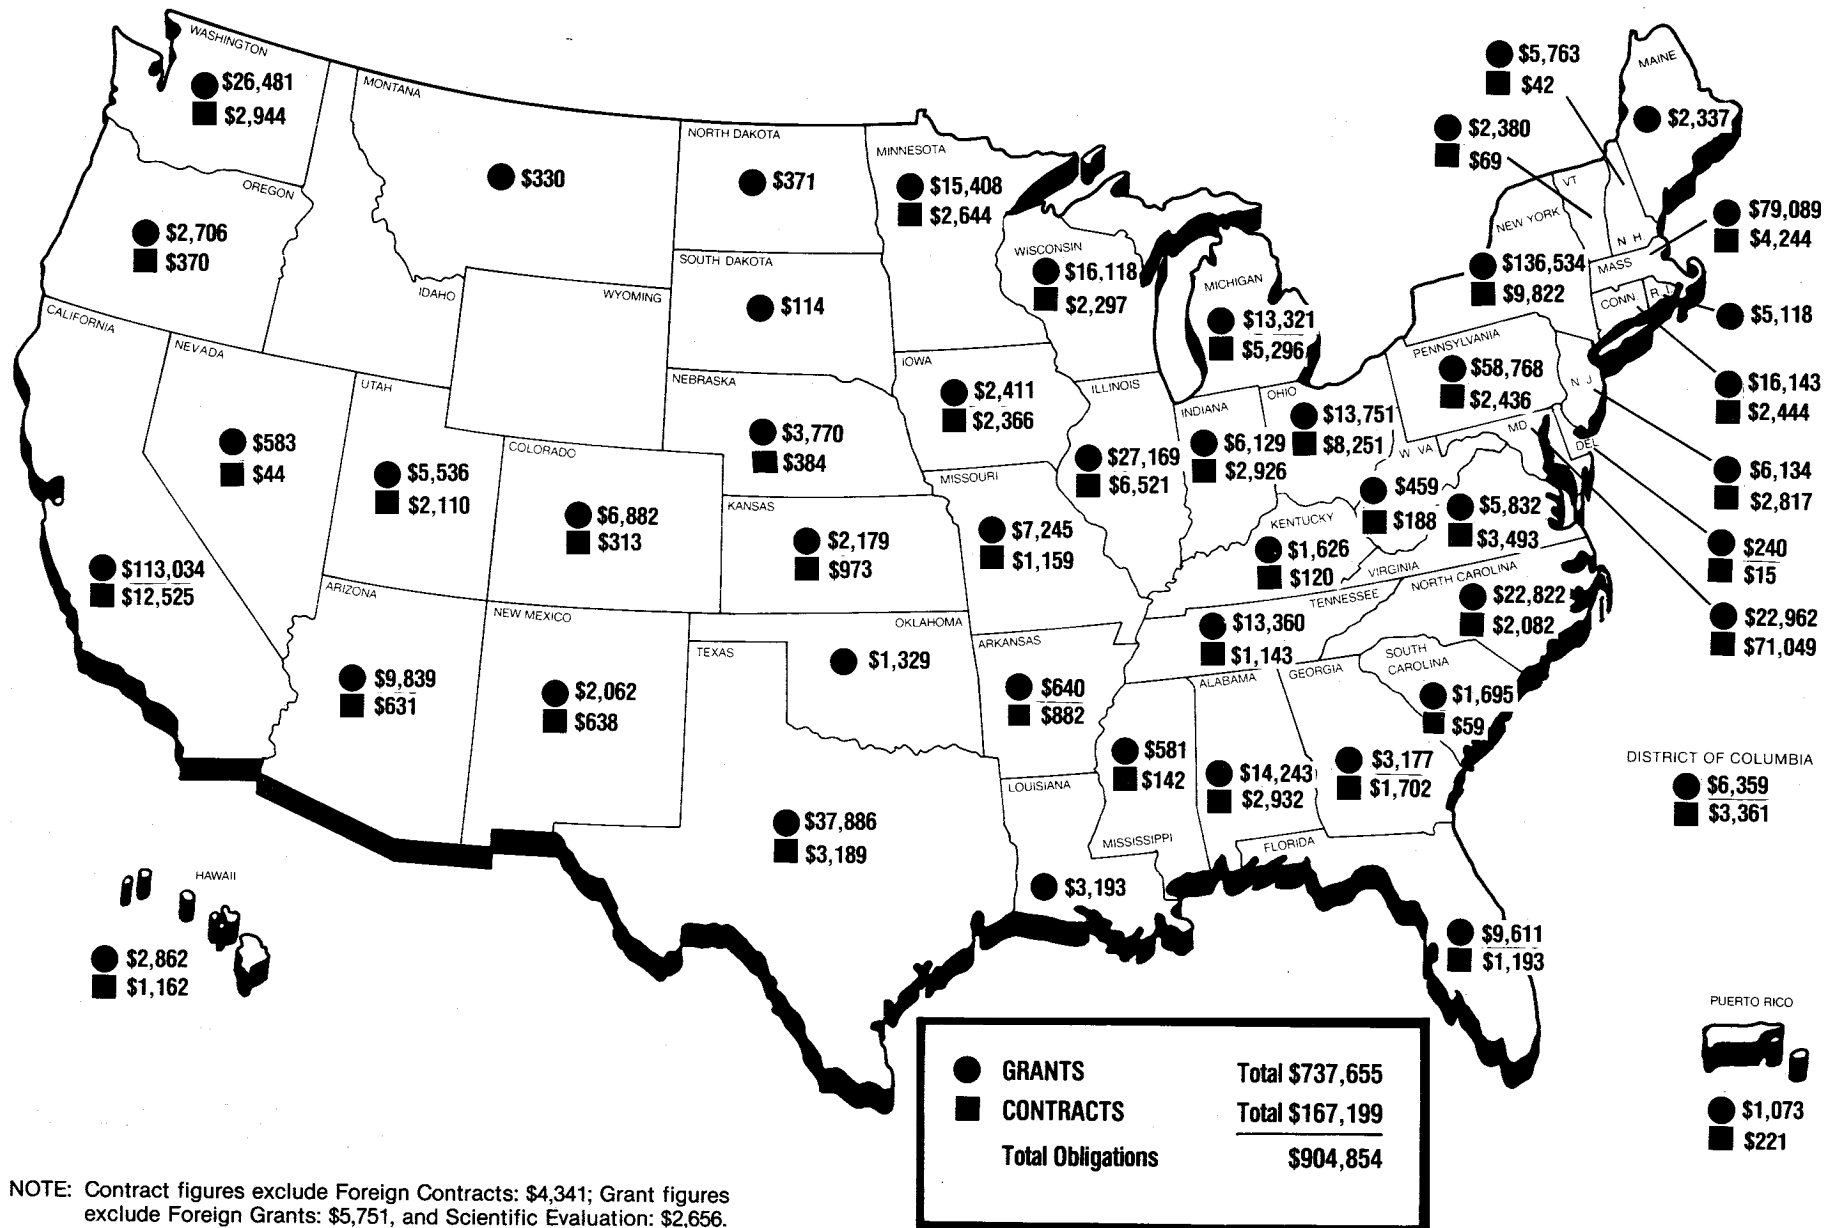 WASHINGTON
$26,481
$2,944
MONTANA
$330
NORTH DAKOTA
$371
MINNESOTA
$15,408
$2,644
$5,763
$42
MAINE
$2,337
$2,380
$69
OREGON
$2,706
$370
IDAHO
WYOMING
SOUTH DAKOTA
$114
WISCONSIN
$16,118
$2,297
MICHIGAN
$13,321
$5,296
VT
N H
NEW YORK
$136,534
$9,822
MASS
$79,089
$4,244
CONN.
R.I.
$5,118
CALIFORNIA
$113,034
$12,525
NEVADA
$583
$44
UTAH
$5,536
$2,110
COLORADO
$6,882
$313
NEBRASKA
$3,770
$384
IOWA
$2,411
$2,366
ILLINOIS
$27,169
$6,521
INDIANA
$6,129
$2,926
OHIO
$13,751
$8,251
PENNSYLVANIA
$58,768
$2,436
N J
$16,143
$2,444
MD
DEL
$6,134
$2,817
W VA
$459
$188
$5,832
$3,493
VIRGINIA
$240
$15
$22,962
$71,049
KANSAS
$2,179
$973
MISSOURI
$7,245
$1,159
KENTUCKY
$1,626
$120
ARIZONA
$9,839
$631
NEW MEXICO
$2,062
$638
OKLAHOMA
$1,329
TEXAS
$37,886
$3,189
ARKANSAS
$640
$882
TENNESSEE
$13,360
$1,143
NORTH CAROLINA
$22,822
$2,082
SOUTH
CAROLINA
$1,695
$59
ALABAMA
$14,243
$2,932
GEORGIA
$3,177
$1,702
$581
$142
MISSISSIPPI
LOUISIANA
$3,193
FLORIDA
$9,611
$1,193
DISTRICT OF COLUMBIA
$6,359
$3,361
HAWAII
$2,862
$1,162
PUERTO RICO
$1,073
$221
GRANTS Total $737,655
CONTRACTS Total $167,199
Total Obligations $904,854
NOTE: Contract figures exclude Foreign Contracts: $4,341; Grant figures
exclude Foreign Grants: $5,751, and Scientific Evaluation: $2,656.